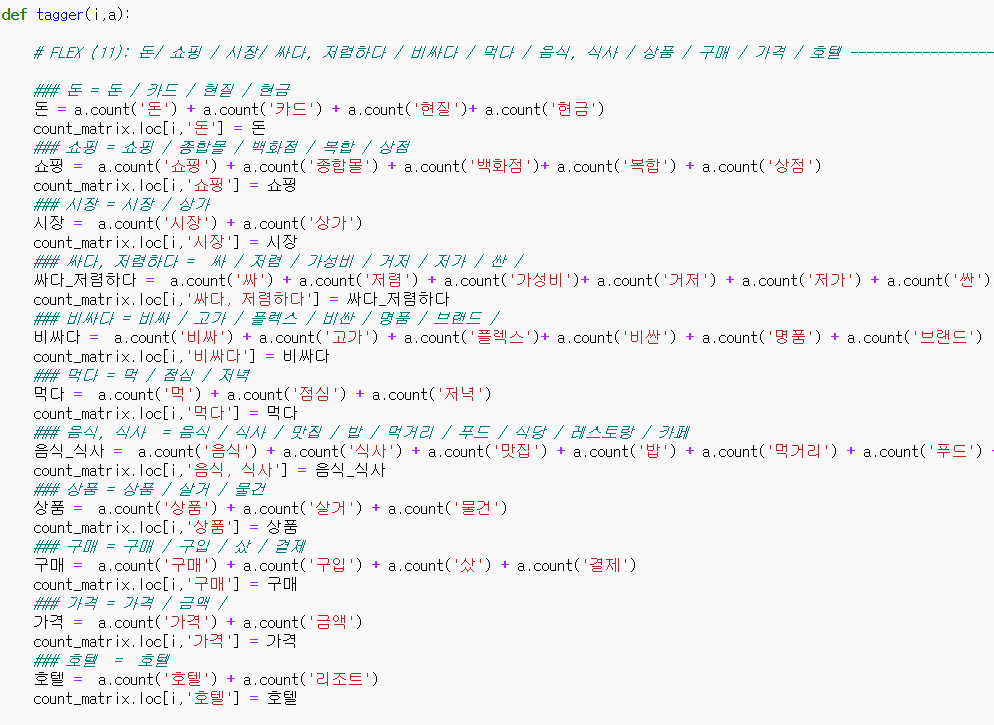 def tagger(i,a):
# FLEX (11): 돈/ 쇼핑 / 시장/ 싸다, 저렴하다 / 비싸다 / 먹다 / 음식, 식사 / 상품 / 구매 / 가격 / 호텔 ------------------
### 돈 = 돈 / 카드 / 현질 / 현금
돈 = a.count('돈') + a.count('카드') + a.count('현질')+ a.count('현금')
count_matrix.loc[i,'돈'] = 돈
### 쇼핑 = 쇼핑 / 종합몰 / 백화점 / 복합 / 상점
쇼핑 =  a.count('쇼핑') + a.count('종합몰') + a.count('백화점')+ a.count('복합') + a.count('상점')
count_matrix.loc[i,'쇼핑'] = 쇼핑
### 시장 = 시장 / 상가
시장 =  a.count('시장') + a.count('상가')
count_matrix.loc[i,'시장'] = 시장
### 싸다, 저렴하다 =  싸 / 저렴 / 가성비 / 거저 / 저가 / 싼 /
싸다_저렴하다 =  a.count('싸') + a.count('저렴') + a.count('가성비')+ a.count('거저') + a.count('저가') + a.count('싼')
count_matrix.loc[i,'싸다, 저렴하다'] = 싸다_저렴하다
### 비싸다 = 비싸 / 고가 / 플렉스 / 비싼 / 명품 / 브랜드 /
비싸다 =  a.count('비싸') + a.count('고가') + a.count('플렉스')+ a.count('비싼') + a.count('명품') + a.count('브랜드')
count_matrix.loc[i,'비싸다'] = 비싸다
### 먹다 = 먹 / 점심 / 저녁
먹다 =  a.count('먹') + a.count('점심') + a.count('저녁')
count_matrix.loc[i,'먹다'] = 먹다
### 음식, 식사  = 음식 / 식사 / 맛집 / 밥 / 먹거리 / 푸드 / 식당 / 레스토랑 / 카페
음식_식사 =  a.count('음식') + a.count('식사') + a.count('맛집') + a.count('밥') + a.count('먹거리') + a.count('푸드') +
count_matrix.loc[i,'음식, 식사'] = 음식_식사
### 상품 = 상품 / 살거 / 물건
상품 =  a.count('상품') + a.count('살거') + a.count('물건')
count_matrix.loc[i,'상품'] = 상품
### 구매 = 구매 / 구입 / 샀 / 결제
구매 =  a.count('구매') + a.count('구입') + a.count('샀') + a.count('결제')
count_matrix.loc[i,'구매'] = 구매
### 가격 = 가격 / 금액 /
가격 =  a.count('가격') + a.count('금액')
count_matrix.loc[i,'가격'] = 가격
### 호텔  =  호텔
호텔 =  a.count('호텔') + a.count('리조트')
count_matrix.loc[i,'호텔'] = 호텔